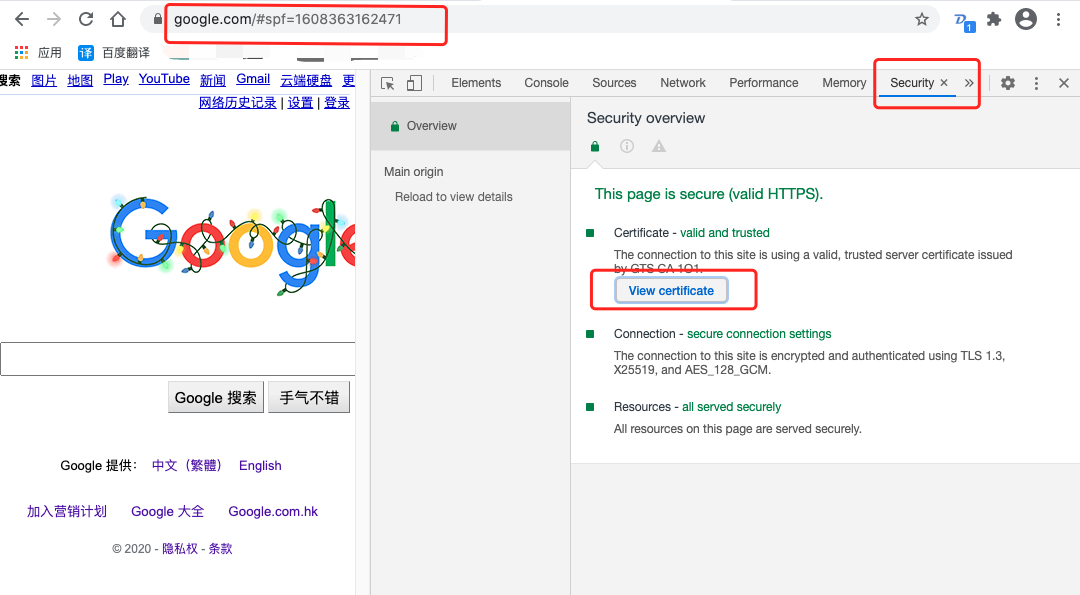 google.com/#spf=1608363162471
1
应用 译 百度翻译
搜索 图片 地图 Play YouTube 新闻 Gmail 云端硬盘 更
网络历史记录 | 设置 | 登录
Google
Google 搜索 手气不错
Google 提供： 中文（繁體） English
加入营销计划 Google 大全 Google.com.hk
© 2020 - 隐私权 - 条款
Elements Console Sources Network Performance Memory Security × »
Overview
Main origin
Reload to view details
Security overview
This page is secure (valid HTTPS).
Certificate - valid and trusted
The connection to this site is using a valid, trusted server certificate issued
by GTS CA 1O1.
View certificate
Connection - secure connection settings
The connection to this site is encrypted and authenticated using TLS 1.3,
X25519, and AES_128_GCM.
Resources - all served securely
All resources on this page are served securely.